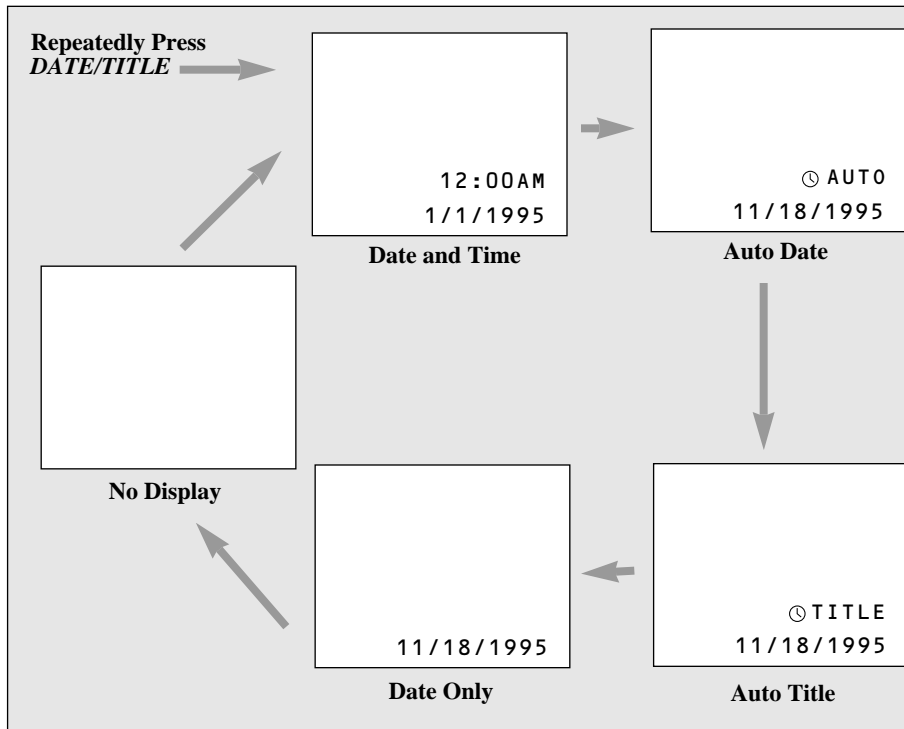 Repeatedly Press
DATE/TITLE
12:00AM
1/1/1995
Date and Time
AUTO
11/18/1995
Auto Date
TITLE
11/18/1995
Auto Title
11/18/1995
Date Only
No Display